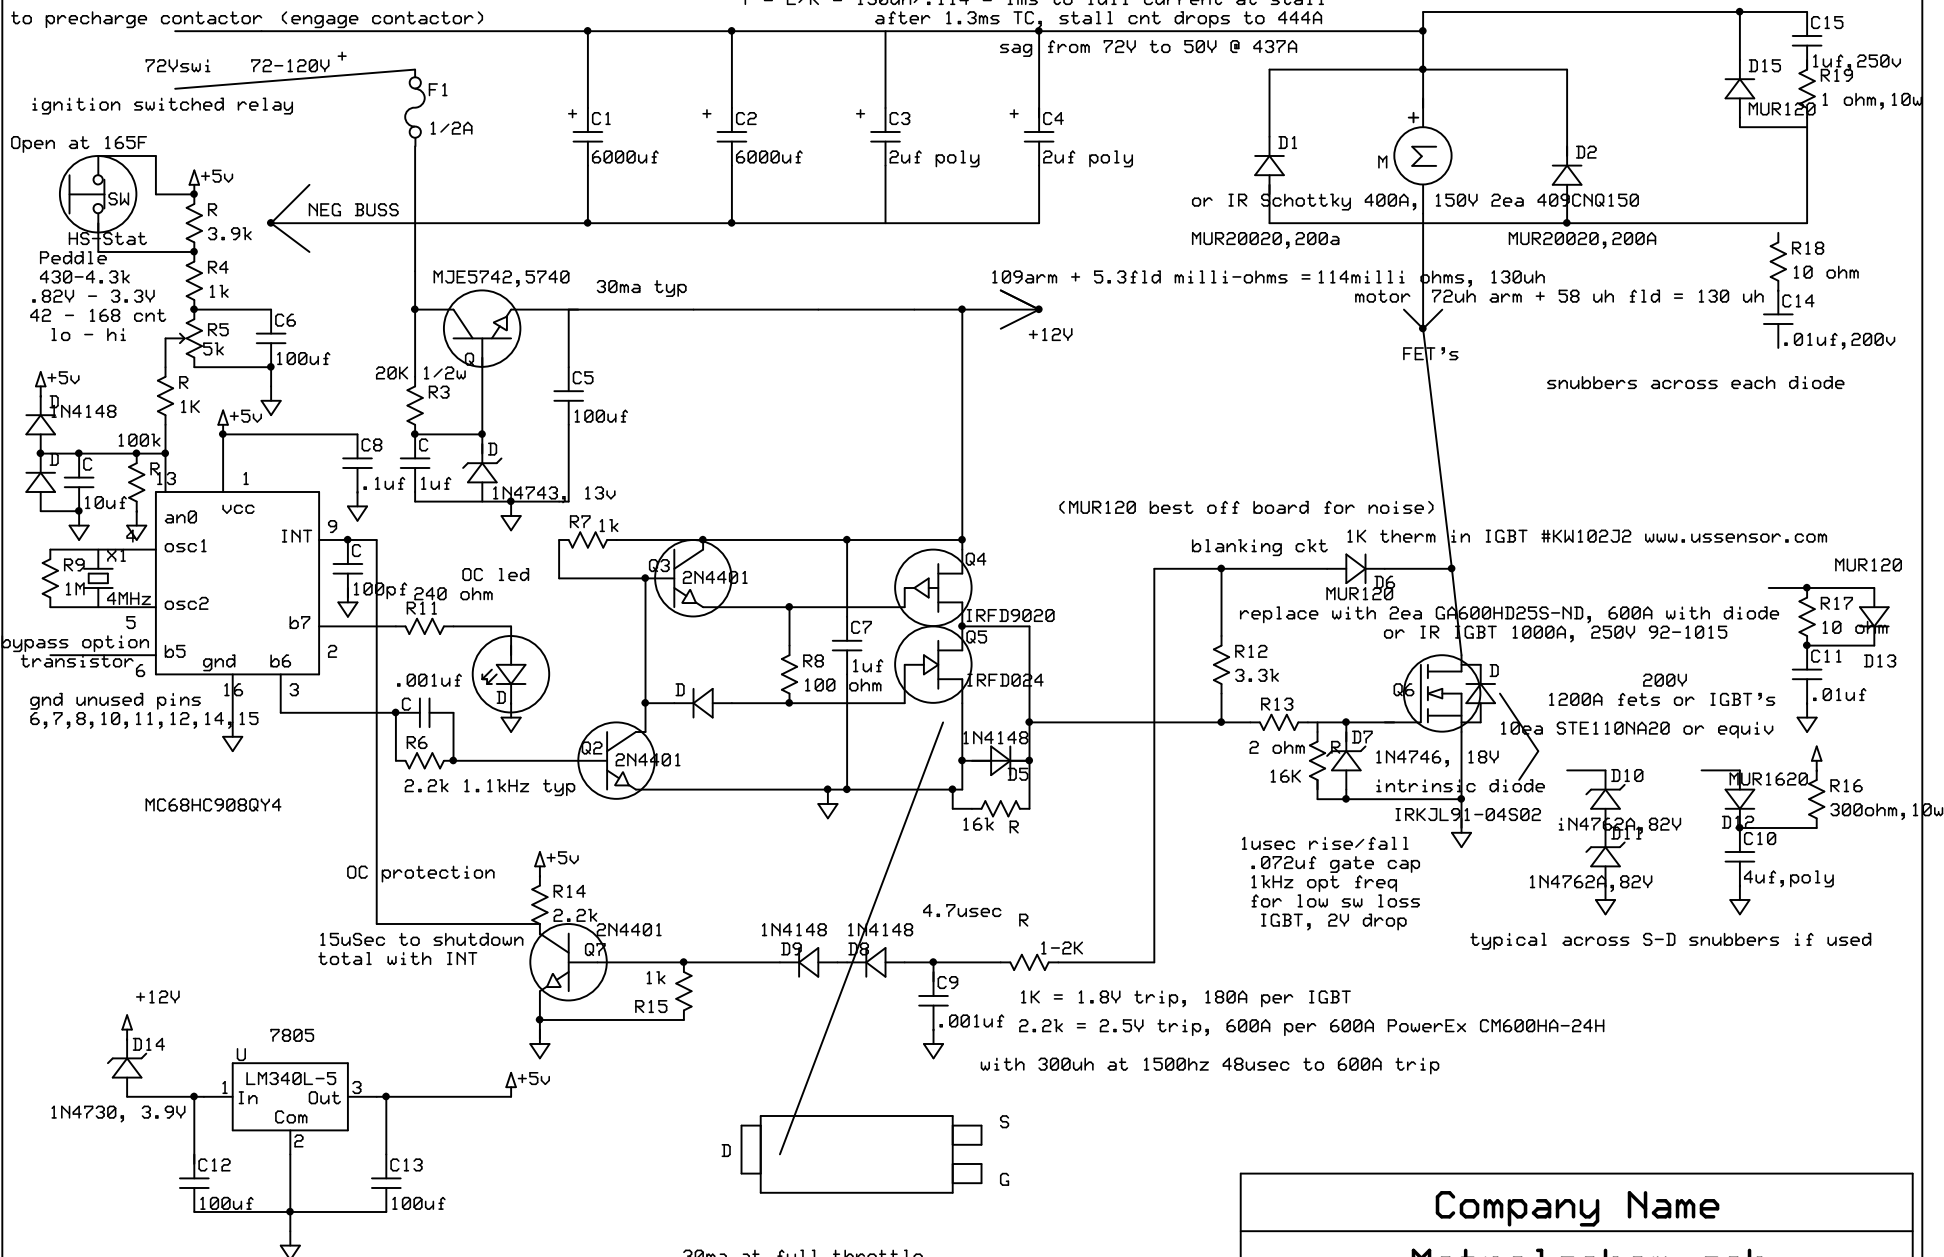 to precharge contactor (engage contactor)
after 1.3ms TC, stall cnt drops to 444A
sag from 72V to 50V @ 437A
72Vswi 72-120V +
ignition switched relay
F1
1/2A
+ C1
6000uf
+ C2
6000uf
+ C3
2uf poly
+ C4
2uf poly
D1
+
M
D2
D15
MUR120
C15
1uf,250v
R19
1 ohm,10w
Open at 165F
SW
HS-Stat
+5v
R
3.9k
NEG BUSS
or IR Schottky 400A, 150V 2ea 409CNQ150
MUR20020,200a
MUR20020,200A
Peddle
430-4.3k
.82V - 3.3V
42 - 168 cnt
lo - hi
R4
1k
R5
5k
C6
100uf
MJE5742,5740
30ma typ
Q
+12V
109arm + 5.3fld milli-ohms =114milli ohms, 130uh
motor 72uh arm + 58 uh fld = 130 uh
R18
10 ohm
C14
.01uf,200v
FET's
snubbers across each diode
+5v
D
1N4148
R
1K
+5v
20K 1/2w
R3
C5
100uf
100k
D
C
10uf
R
13
1
C8
.1uf
C
1uf
D
1N4743, 13v
an0
vcc
osc1
INT
9
4
X1
R9
1M
4MHz
osc2
5
b7
2
bypass option
transistor
b5
6
gnd
b6
16
3
gnd unused pins
6,7,8,10,11,12,14,15
MC68HC908QY4
C
100pf
240
ohm
OC led
R11
D
.001uf
C
R6
2.2k 1.1kHz typ
R7 1k
Q3
2N4401
Q4
IRFD9020
Q5
IRFD024
C7
1uf
R8
100 ohm
D
Q2
2N4401
1N4148
D5
16k R
(MUR120 best off board for noise)
1K therm in IGBT #KW102J2 www.ussensor.com
blanking ckt
D6
MUR120
replace with 2ea GA600HD25S-ND, 600A with diode
or IR IGBT 1000A, 250V 92-1015
R12
3.3k
R13
2 ohm
R
16K
D7
1N4746, 18V
intrinsic diode
IRKJL91-04S02
Q6
D
200V
1200A fets or IGBT's
10ea STE110NA20 or equiv
MUR120
R17
10 ohm
D13
C11
.01uf
D10
iN4762A,82V
D11
1N4762A,82V
MUR1620
D12
R16
300ohm,10w
C10
4uf,poly
typical across S-D snubbers if used
1usec rise/fall
.072uf gate cap
1kHz opt freq
for low sw loss
IGBT, 2V drop
OC protection
+5v
R14
2.2k
2N4401
Q7
15uSec to shutdown
total with INT
1k
R15
1N4148
D9
1N4148
D8
4.7usec R
1-2K
C9
.001uf
1K = 1.8V trip, 180A per IGBT
2.2k = 2.5V trip, 600A per 600A PowerEx CM600HA-24H
with 300uh at 1500hz 48usec to 600A trip
+12V
D14
1N4730, 3.9V
7805
U
LM340L-5
1 In
Out 3
Com
2
+5v
C12
100uf
C13
100uf
D
S
G
30ma at full throttle
Company Name